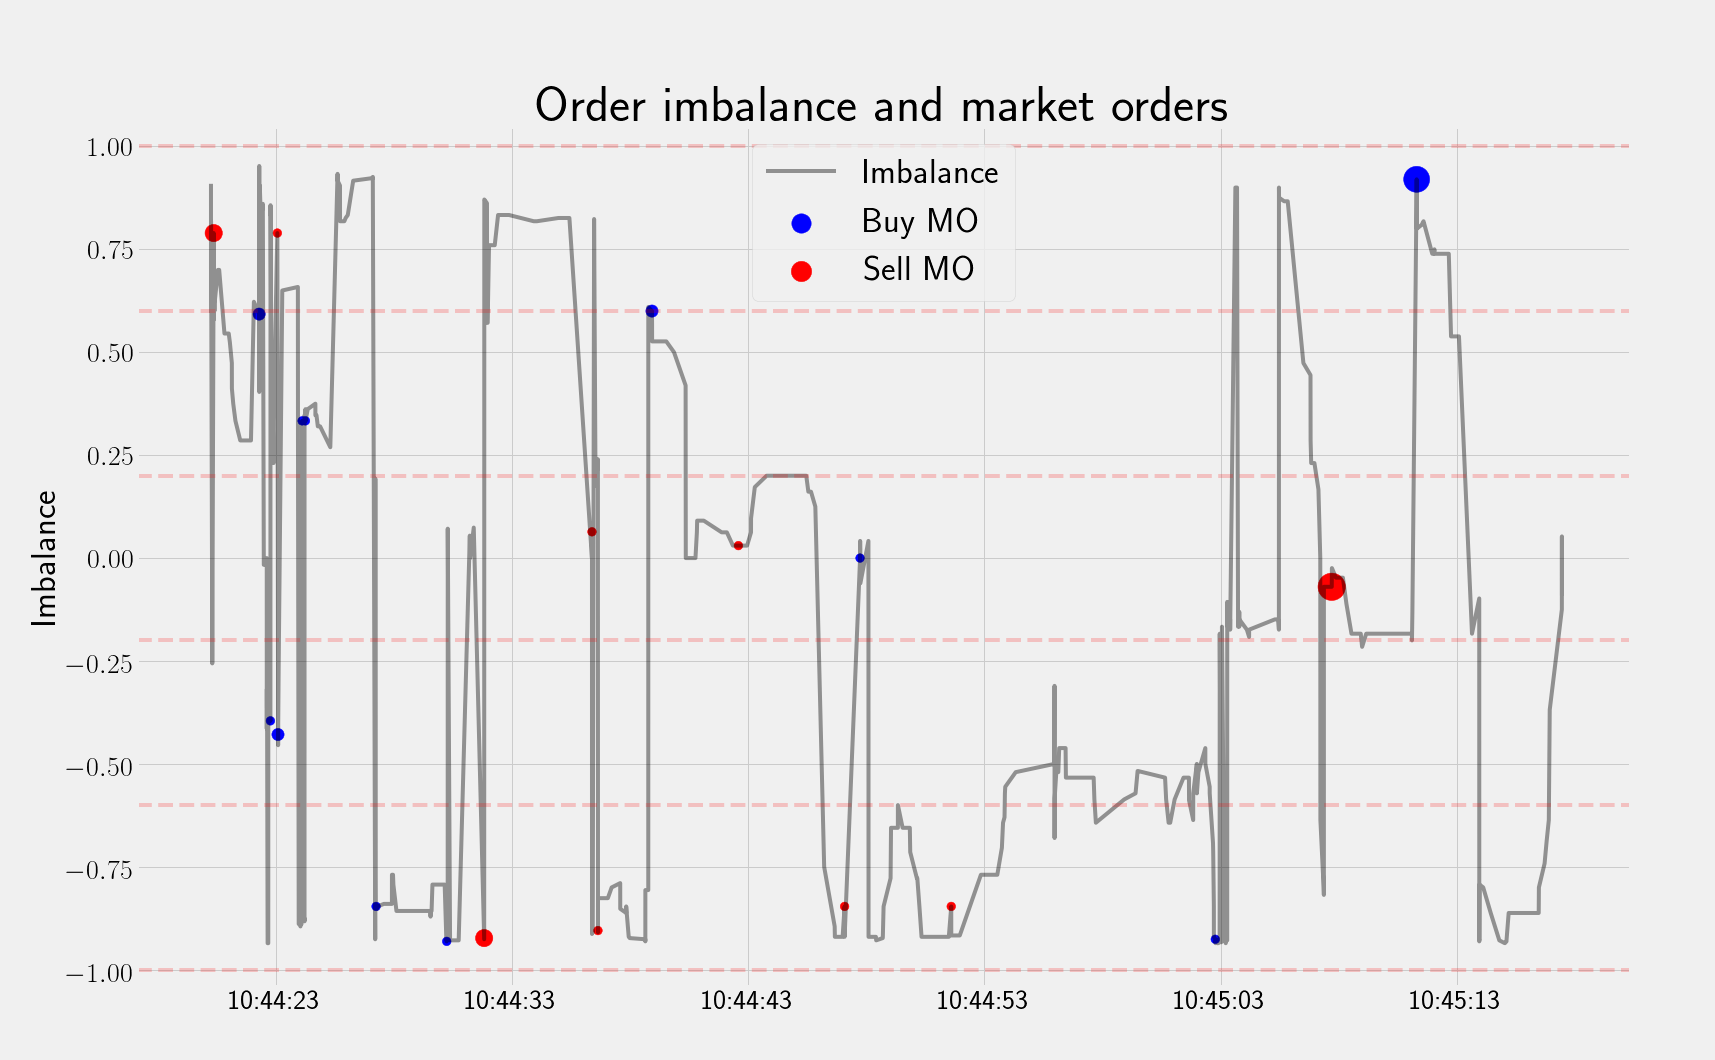 Order imbalance and market orders
Imbalance
Buy MO
Sell MO
Imbalance
1.00
0.75
0.50
0.25
0.00
−0.25
−0.50
−0.75
−1.00
10:44:23 10:44:33 10:44:43 10:44:53 10:45:03 10:45:13